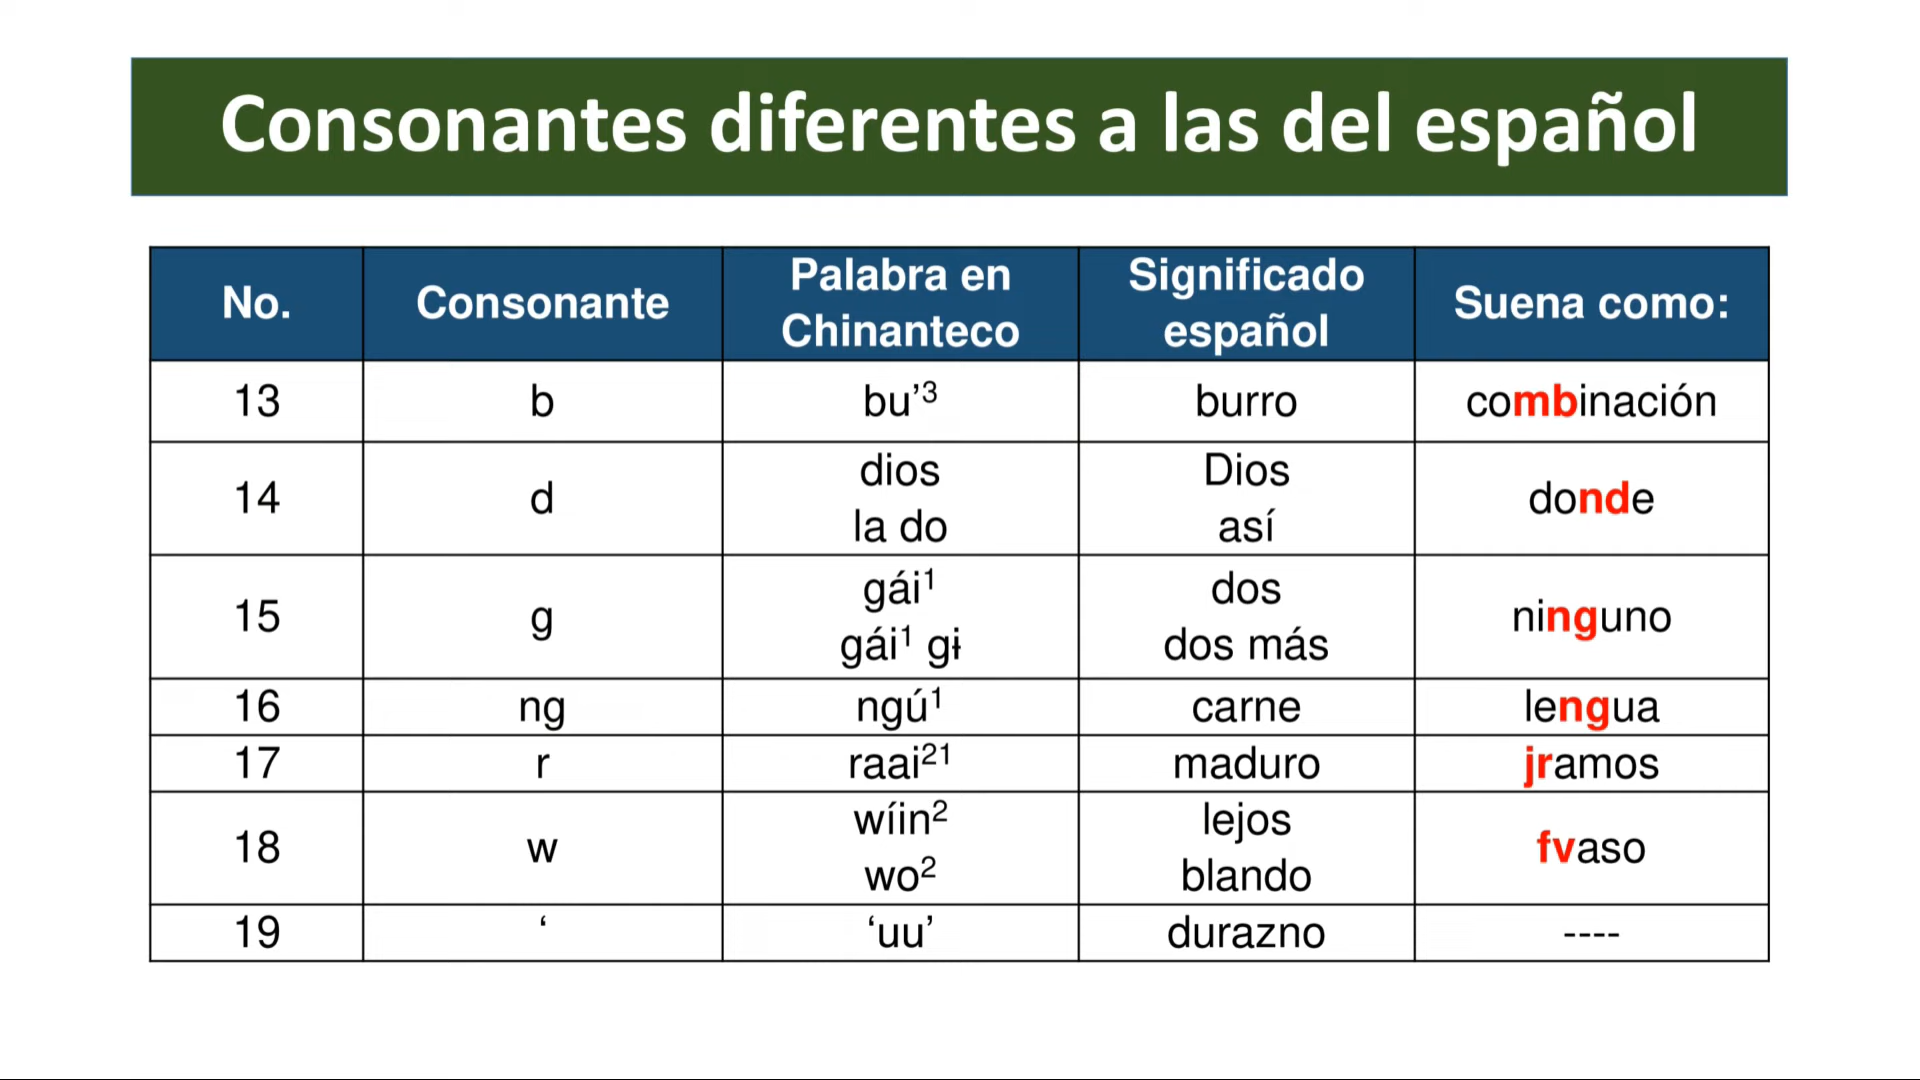 Consonantes diferentes a las del español
No. Consonante Palabra en Chinanteco Significado español Suena como:
13 b bu’³ burro combinación
14 d dios Dios donde
la do así
15 g gái¹ dos ninguno
gái¹ gɨ dos más
16 ng ngú¹ carne lengua
17 r raai²¹ maduro jramos
18 w wíin² lejos fvaso
wo² blando
19 ‘ ‘uu’ durazno ----